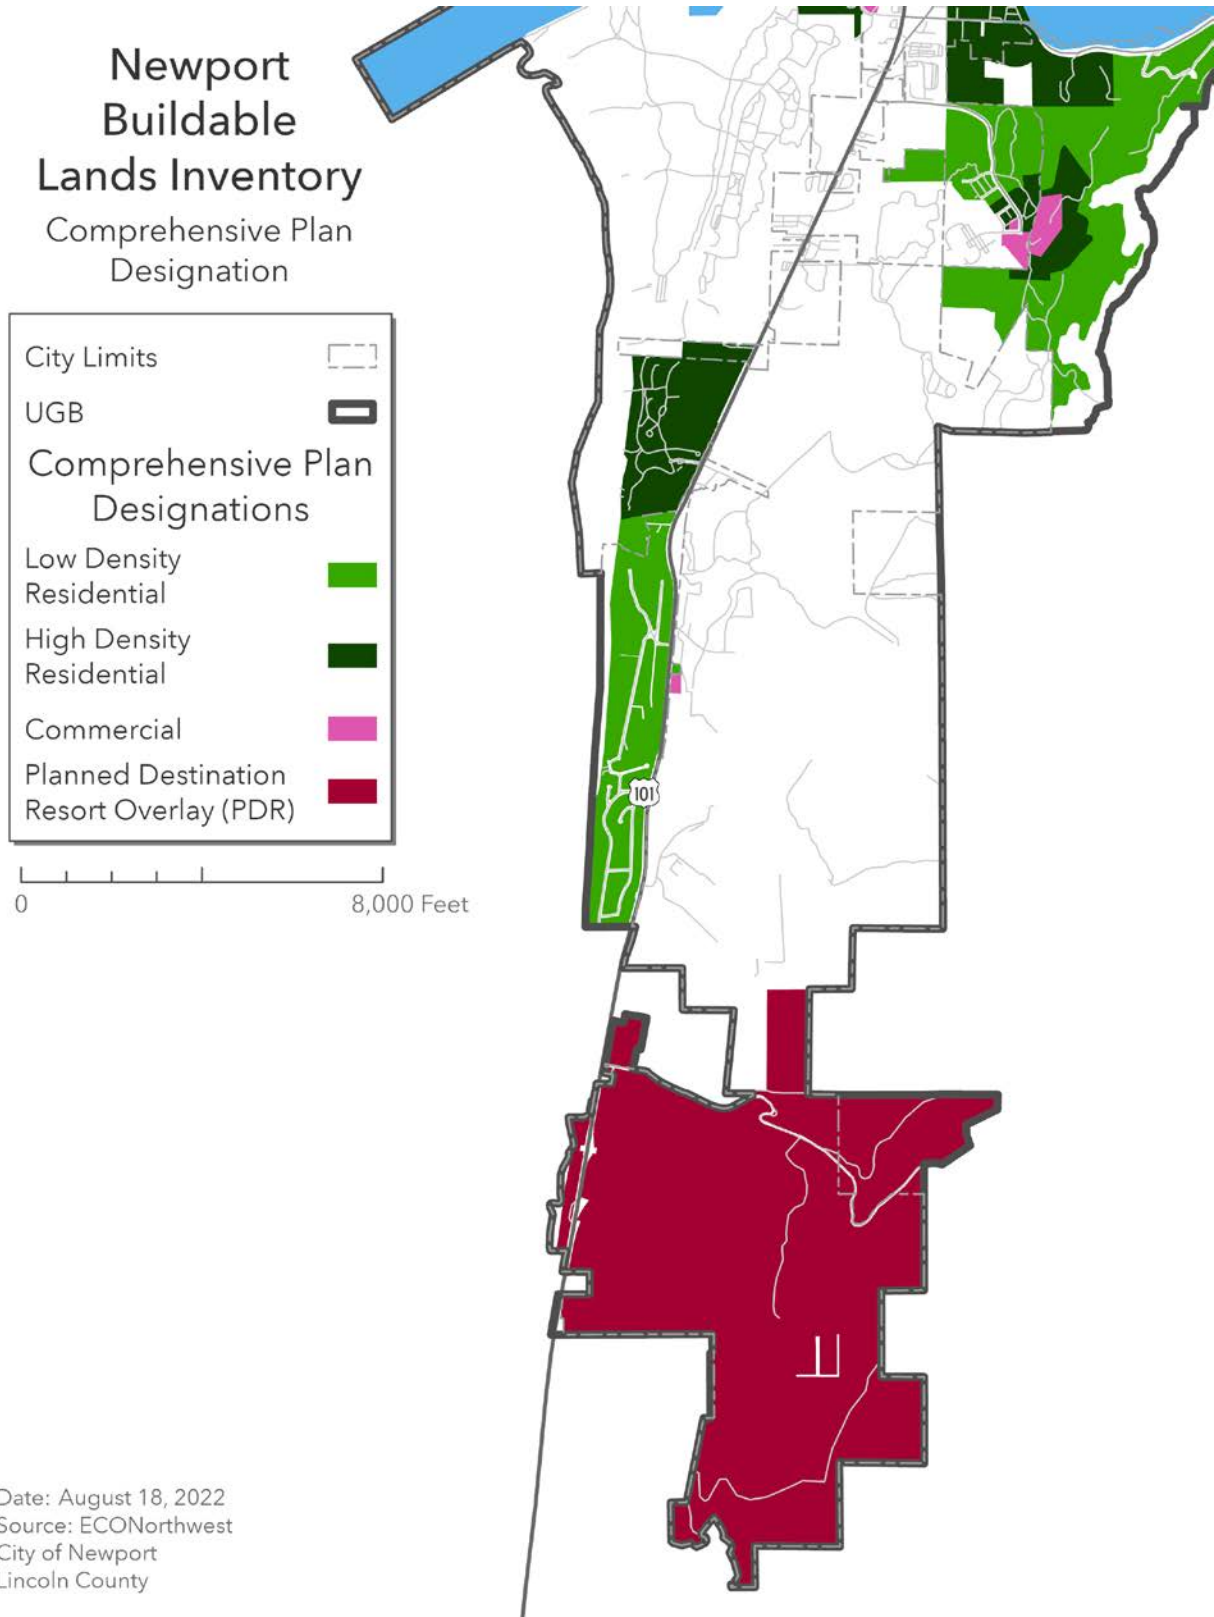 Newport
Buildable
Lands Inventory
Comprehensive Plan
Designation
City Limits
UGB
Comprehensive Plan
Designations
Low Density
Residential
High Density
Residential
Commercial
Planned Destination
Resort Overlay (PDR)
0 8,000 Feet
101
Date: August 18, 2022
Source: ECONorthwest
City of Newport
Lincoln County